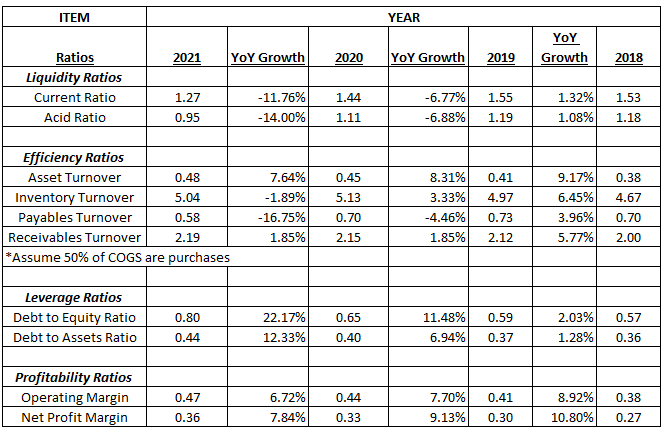 ITEM YEAR
YoY
Ratios 2021 YoY Growth 2020 YoY Growth 2019 Growth 2018
Liquidity Ratios
Current Ratio 1.27 -11.76% 1.44 -6.77% 1.55 1.32% 1.53
Acid Ratio 0.95 -14.00% 1.11 -6.88% 1.19 1.08% 1.18
Efficiency Ratios
Asset Turnover 0.48 7.64% 0.45 8.31% 0.41 9.17% 0.38
Inventory Turnover 5.04 -1.89% 5.13 3.33% 4.97 6.45% 4.67
Payables Turnover 0.58 -16.75% 0.70 -4.46% 0.73 3.96% 0.70
Receivables Turnover 2.19 1.85% 2.15 1.85% 2.12 5.77% 2.00
*Assume 50% of COGS are purchases
Leverage Ratios
Debt to Equity Ratio 0.80 22.17% 0.65 11.48% 0.59 2.03% 0.57
Debt to Assets Ratio 0.44 12.33% 0.40 6.94% 0.37 1.28% 0.36
Profitability Ratios
Operating Margin 0.47 6.72% 0.44 7.70% 0.41 8.92% 0.38
Net Profit Margin 0.36 7.84% 0.33 9.13% 0.30 10.80% 0.27